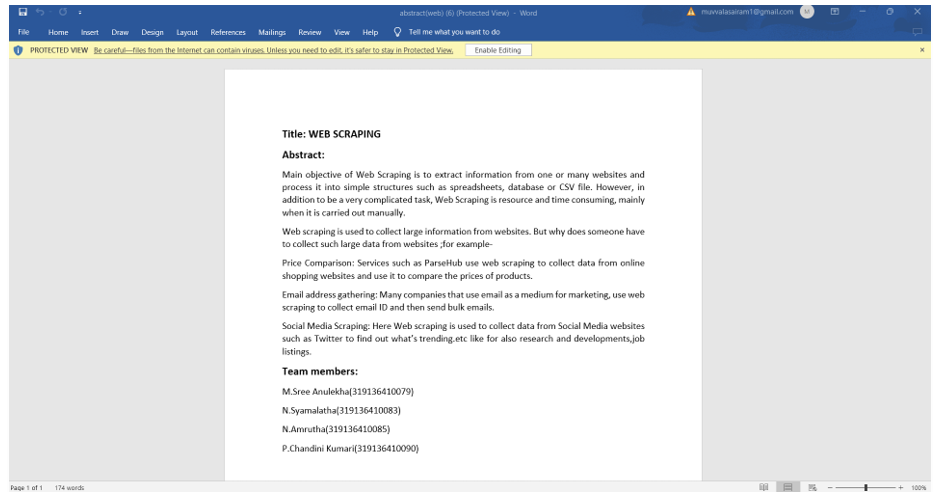 abstract(web) (6) (Protected View) - Word
muvvalasairam1@gmail.com M
File Home Insert Draw Design Layout References Mailings Review View Help Tell me what you want to do
PROTECTED VIEW Be careful—files from the Internet can contain viruses. Unless you need to edit, it's safer to stay in Protected View. Enable Editing
Title: WEB SCRAPING
Abstract:
Main objective of Web Scraping is to extract information from one or many websites and
process it into simple structures such as spreadsheets, database or CSV file. However, in
addition to be a very complicated task, Web Scraping is resource and time consuming, mainly
when it is carried out manually.
Web scraping is used to collect large information from websites. But why does someone have
to collect such large data from websites ;for example-
Price Comparison: Services such as ParseHub use web scraping to collect data from online
shopping websites and use it to compare the prices of products.
Email address gathering: Many companies that use email as a medium for marketing, use web
scraping to collect email ID and then send bulk emails.
Social Media Scraping: Here Web scraping is used to collect data from Social Media websites
such as Twitter to find out what's trending.etc like for also research and developments,job
listings.
Team members:
M.Sree Anulekha(319136410079)
N.Syamalatha(319136410083)
N.Amrutha(319136410085)
P.Chandini Kumari(319136410090)
Page 1 of 1 174 words
100%